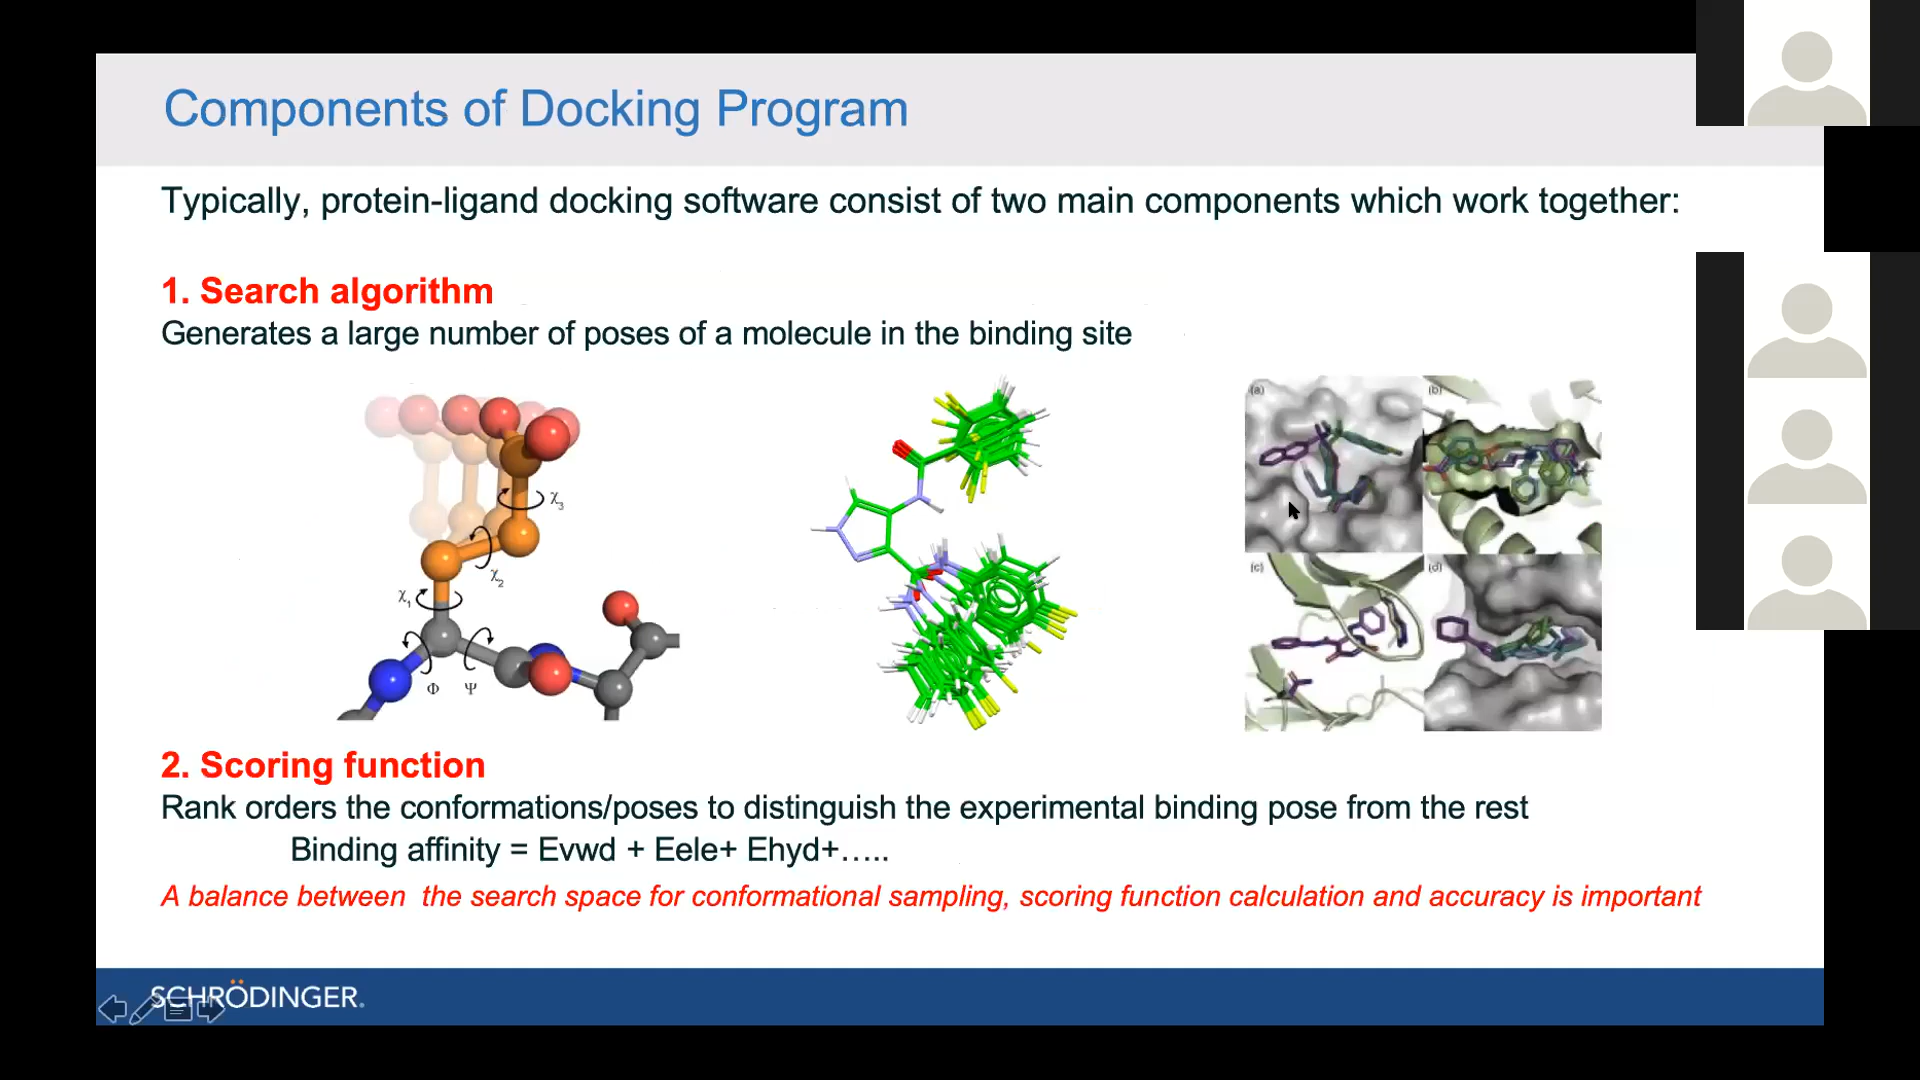 Components of Docking Program
Typically, protein-ligand docking software consist of two main components which work together:
1. Search algorithm
Generates a large number of poses of a molecule in the binding site
χ3
χ2
χ1
Φ Ψ
(a) (b)
(c) (d)
2. Scoring function
Rank orders the conformations/poses to distinguish the experimental binding pose from the rest
Binding affinity = Evwd + Eele+ Ehyd+…..
A balance between the search space for conformational sampling, scoring function calculation and accuracy is important
SCHRÖDINGER.